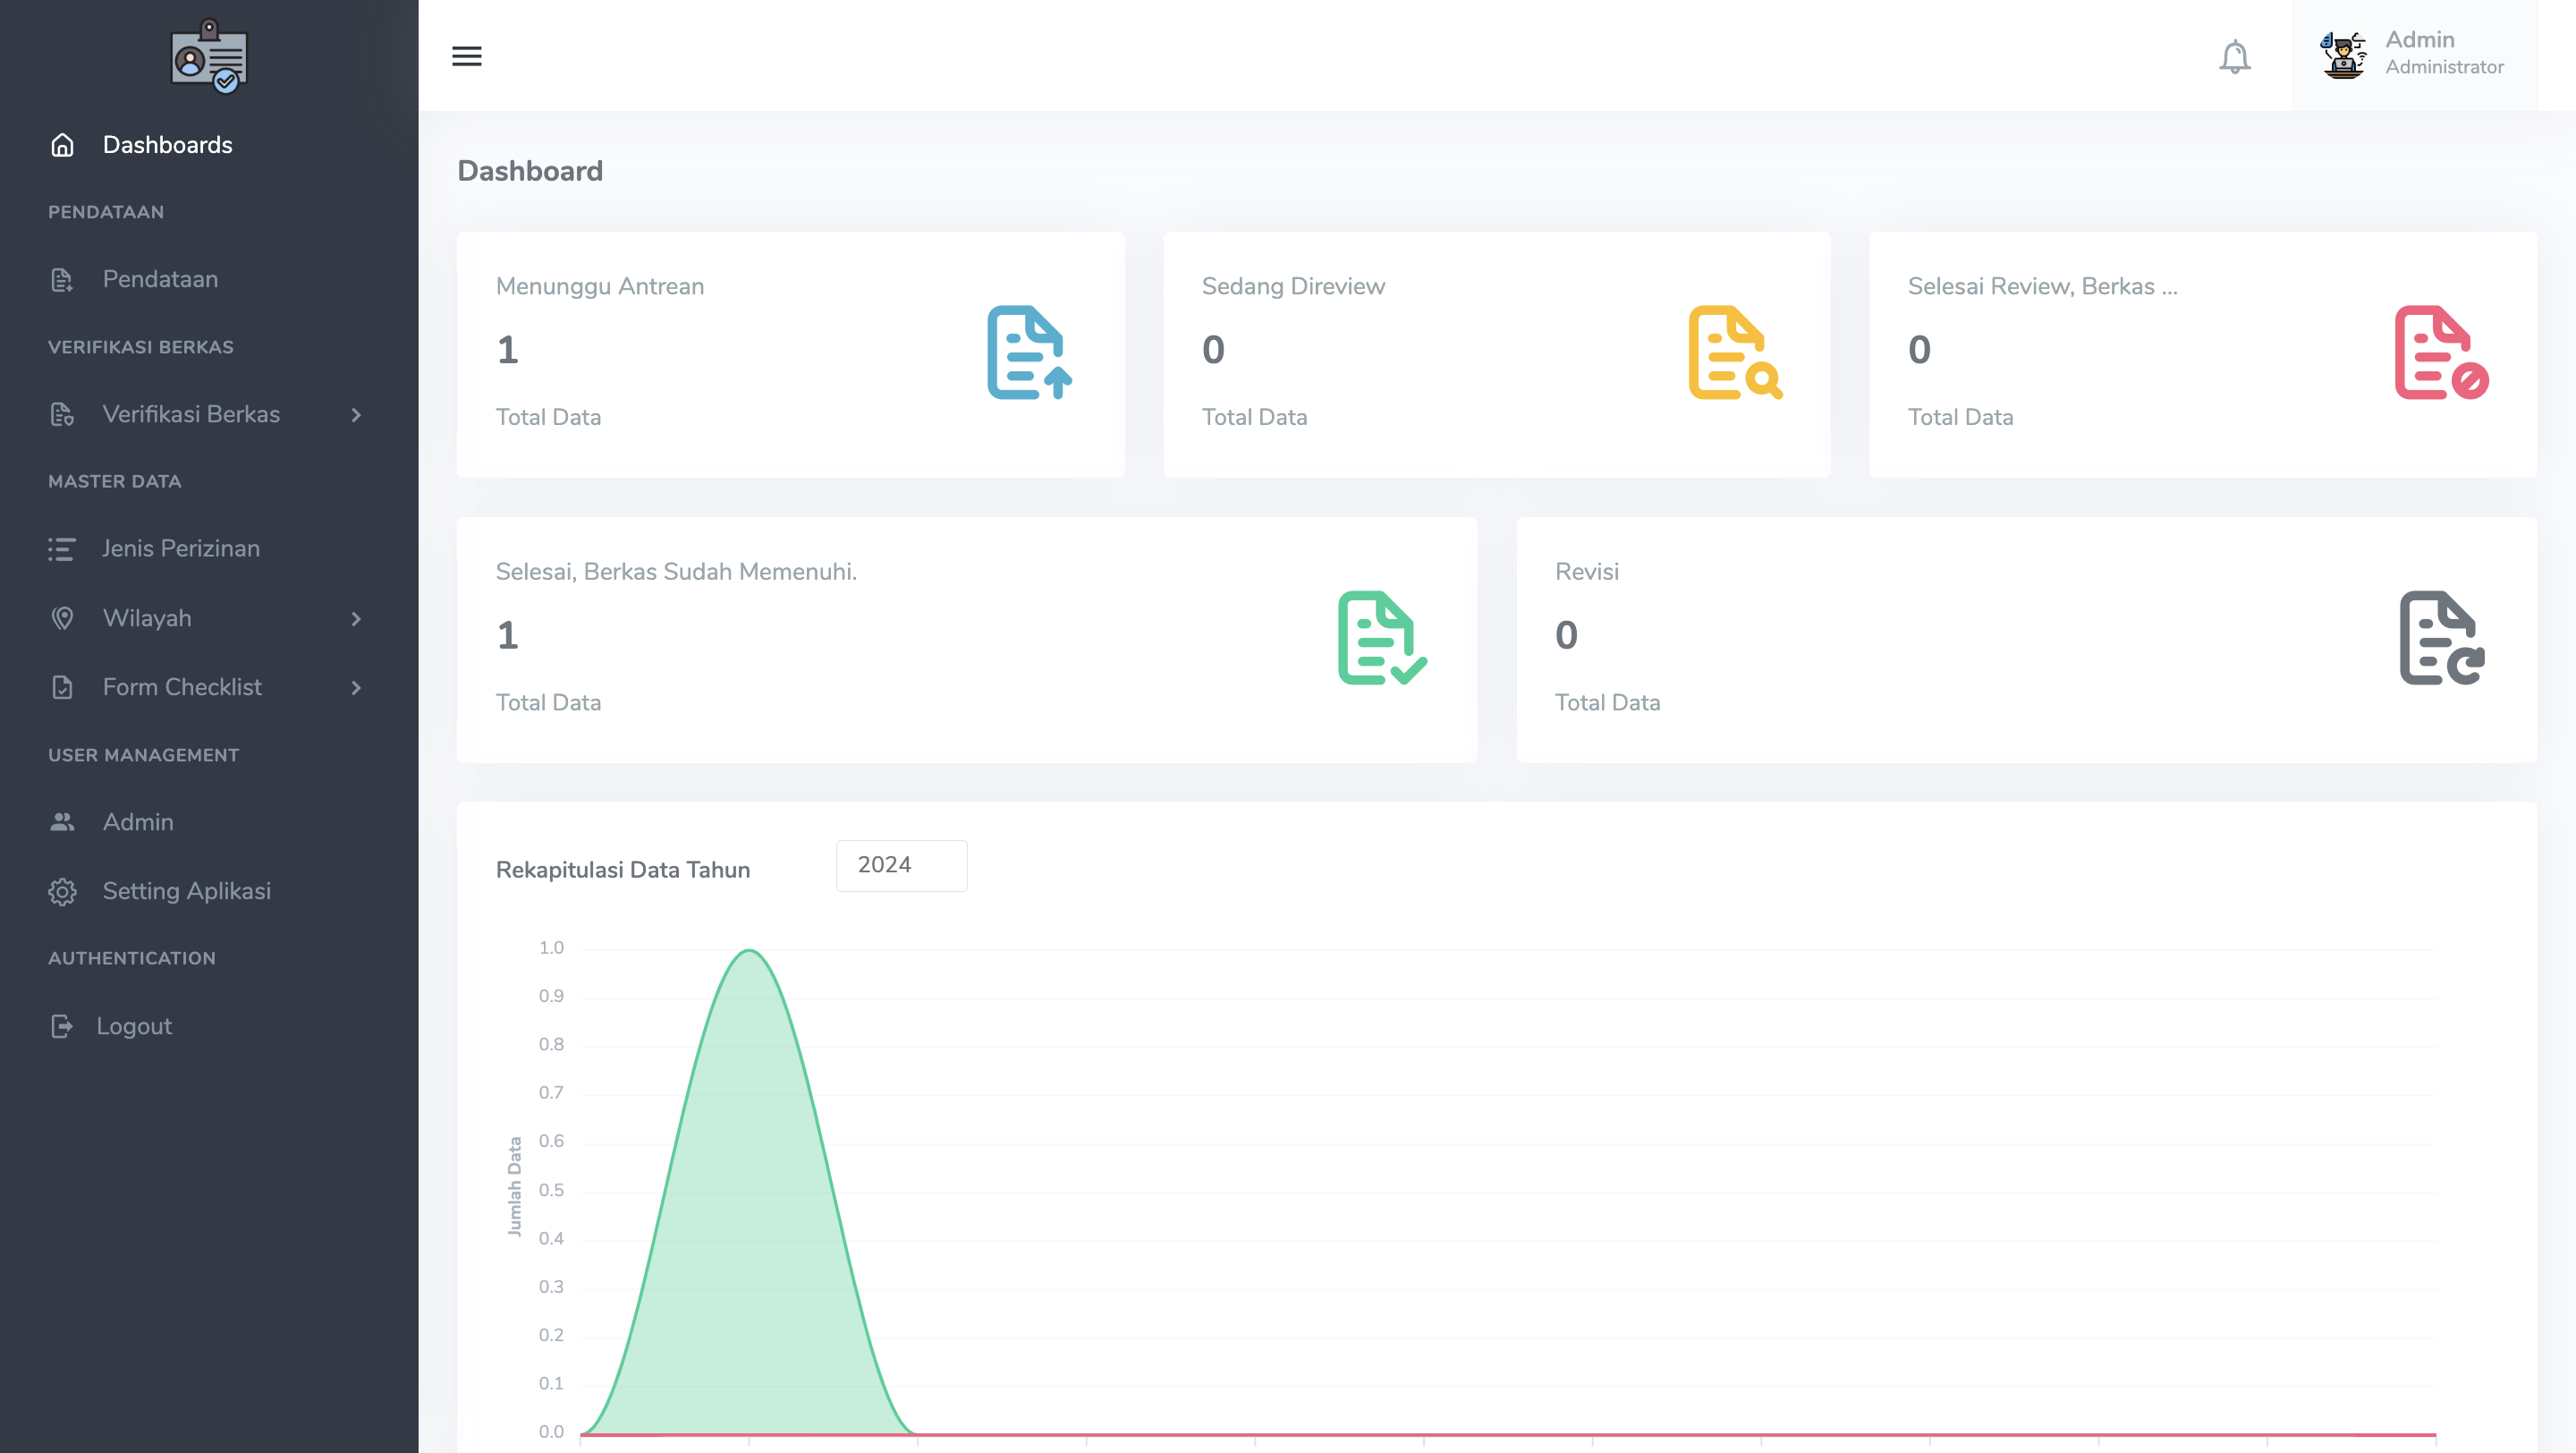 Dashboards
PENDATAAN
Pendataan
VERIFIKASI BERKAS
Verifikasi Berkas
MASTER DATA
Jenis Perizinan
Wilayah
Form Checklist
USER MANAGEMENT
Admin
Setting Aplikasi
AUTHENTICATION
Logout
Admin
Administrator
Dashboard
Menunggu Antrean
1
Total Data
Sedang Direview
0
Total Data
Selesai Review, Berkas ...
0
Total Data
Selesai, Berkas Sudah Memenuhi.
1
Total Data
Revisi
0
Total Data
Rekapitulasi Data Tahun
2024
Jumlah Data
1.0
0.9
0.8
0.7
0.6
0.5
0.4
0.3
0.2
0.1
0.0